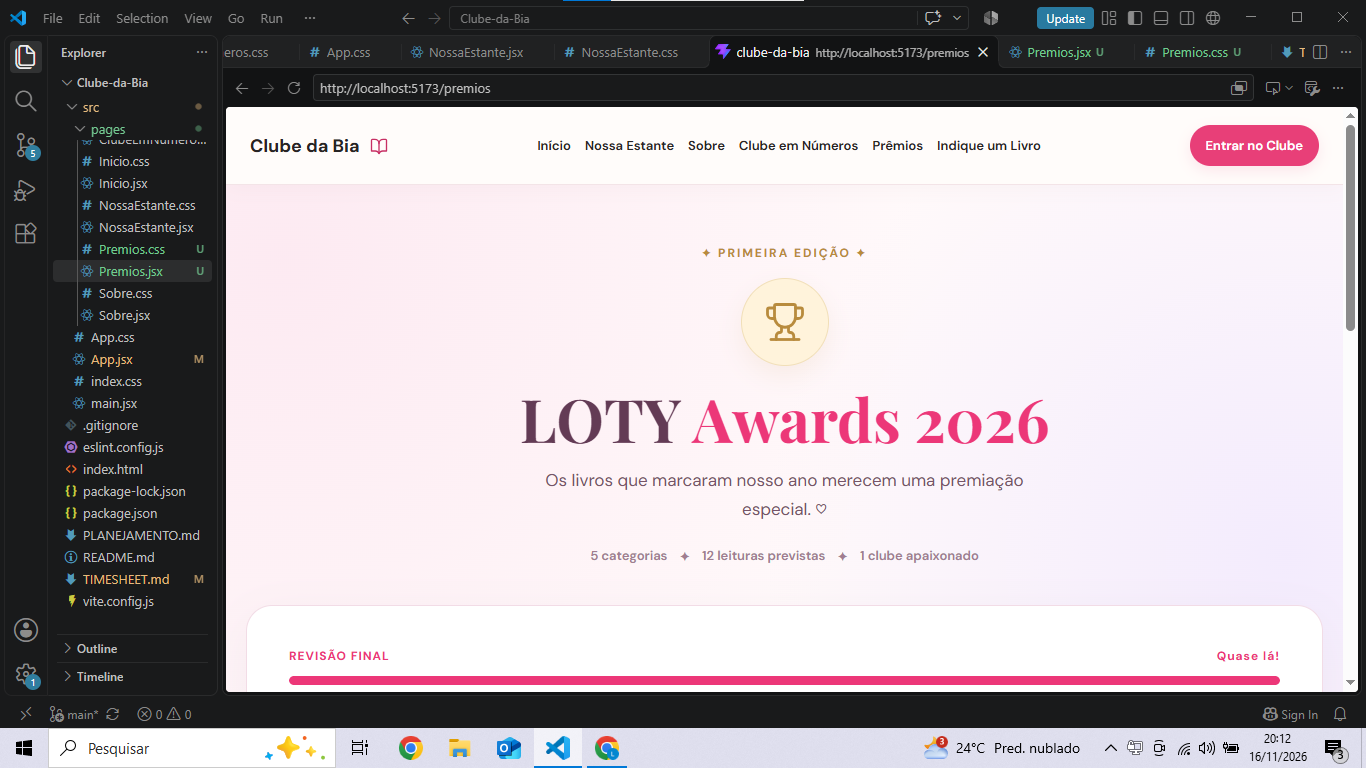 File Edit Selection View Go Run ··· Clube-da-Bia Update
Explorer ···
eros.css App.css NossaEstante.jsx NossaEstante.css clube-da-bia http://localhost:5173/premios Premios.jsx U Premios.css U T ···
http://localhost:5173/premios ···
Clube-da-Bia
src
pages
ClubeEmNumero...
Inicio.css
Inicio.jsx
NossaEstante.css
NossaEstante.jsx
Premios.css U
Premios.jsx U
Sobre.css
Sobre.jsx
App.css
App.jsx M
index.css
main.jsx
.gitignore
eslint.config.js
index.html
package-lock.json
package.json
PLANEJAMENTO.md
README.md
TIMESHEET.md M
vite.config.js
Outline
Timeline
5
1
Clube da Bia
Início Nossa Estante Sobre Clube em Números Prêmios Indique um Livro
Entrar no Clube
✦ PRIMEIRA EDIÇÃO ✦
LOTY Awards 2026
Os livros que marcaram nosso ano merecem uma premiação
especial. ♡
5 categorias ✦ 12 leituras previstas ✦ 1 clube apaixonado
REVISÃO FINAL Quase lá!
main* 0 0 Sign In
Pesquisar
3 24°C Pred. nublado
20:12
16/11/2026
3